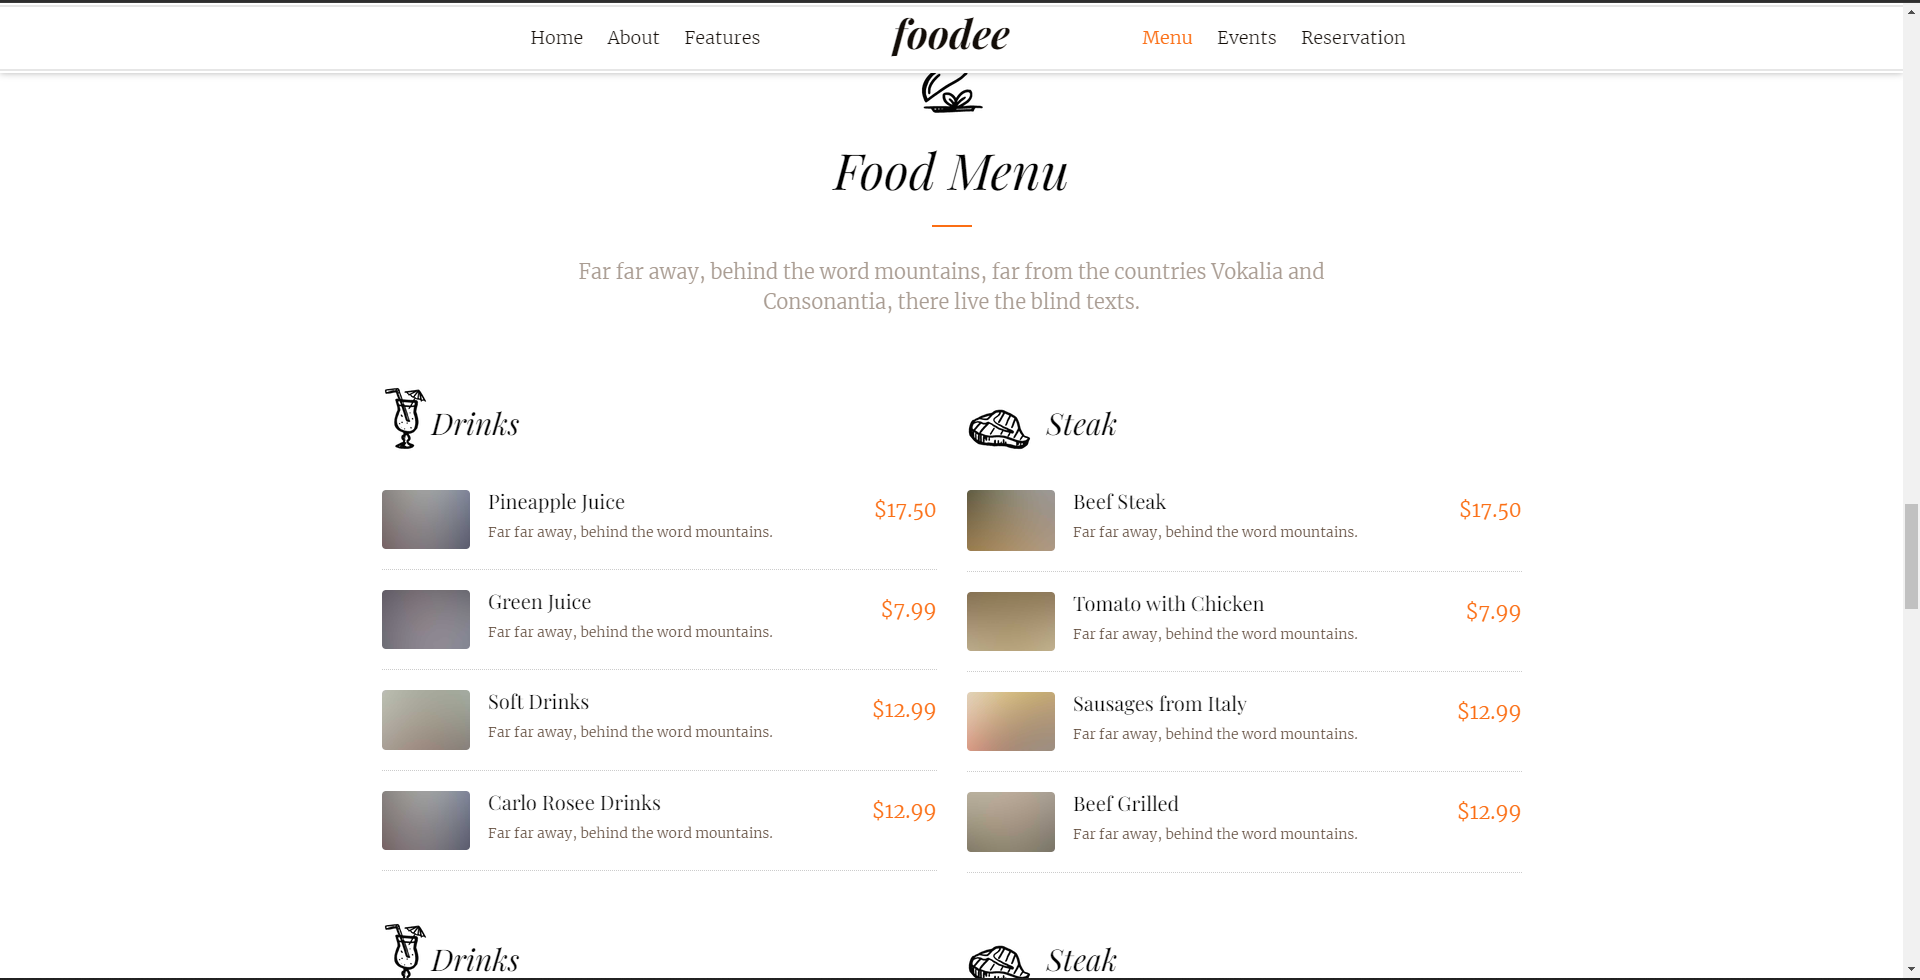 Home About Features foodee Menu Events Reservation
Food Menu
Far far away, behind the word mountains, far from the countries Vokalia and
Consonantia, there live the blind texts.
Drinks
Pineapple Juice $17.50
Far far away, behind the word mountains.
Green Juice $7.99
Far far away, behind the word mountains.
Soft Drinks $12.99
Far far away, behind the word mountains.
Carlo Rosee Drinks $12.99
Far far away, behind the word mountains.
Steak
Beef Steak $17.50
Far far away, behind the word mountains.
Tomato with Chicken $7.99
Far far away, behind the word mountains.
Sausages from Italy $12.99
Far far away, behind the word mountains.
Beef Grilled $12.99
Far far away, behind the word mountains.
Drinks
Steak